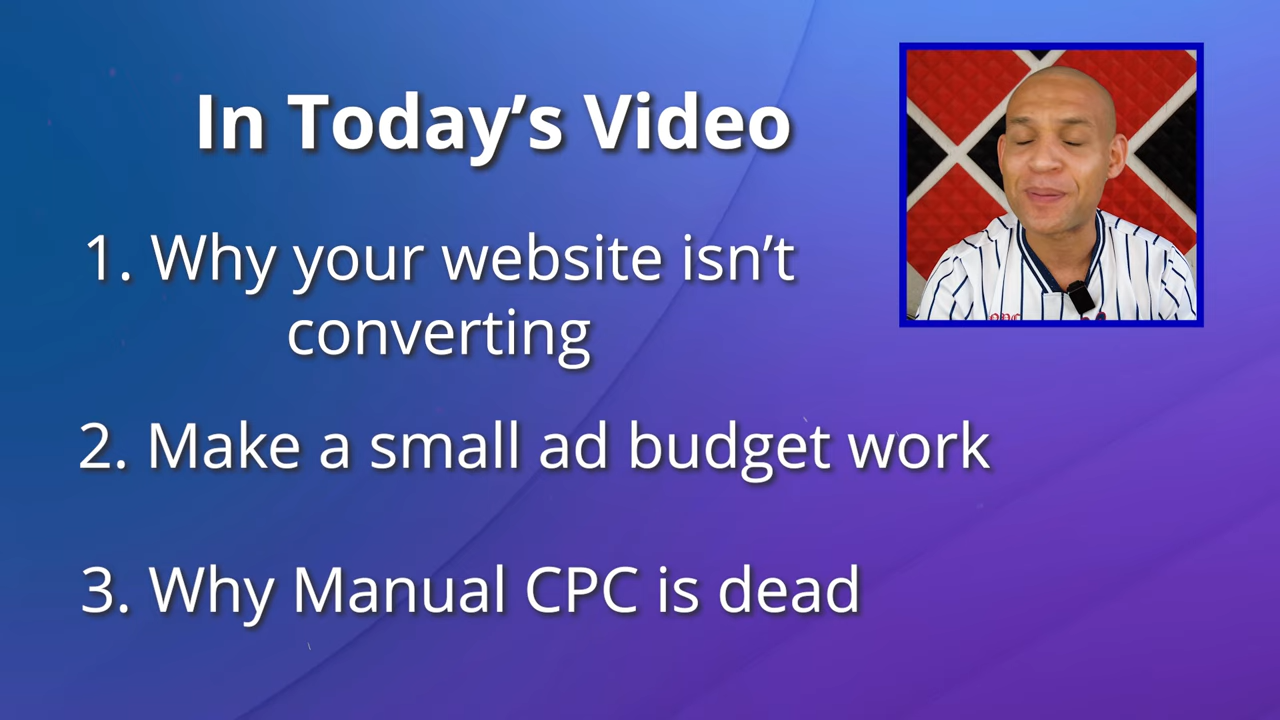 In Today’s Video
1. Why your website isn’t
converting
2. Make a small ad budget work
3. Why Manual CPC is dead